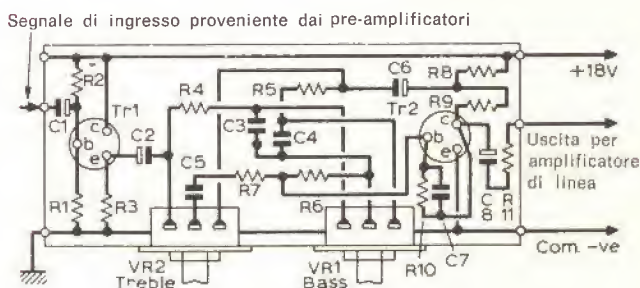 Segnale di ingresso proveniente dai pre-amplificatori
R2
C1
Tr1
c
b
e
C2
R1
R3
R4
C3
C5
R7
R5
C4
R6
C6
Tr2
R8
R9
c
b
e
C8
R11
R10
C7
+18V
Uscita per
amplificatore
di linea
Com. -ve
VR2
Treble
VR1
Bass